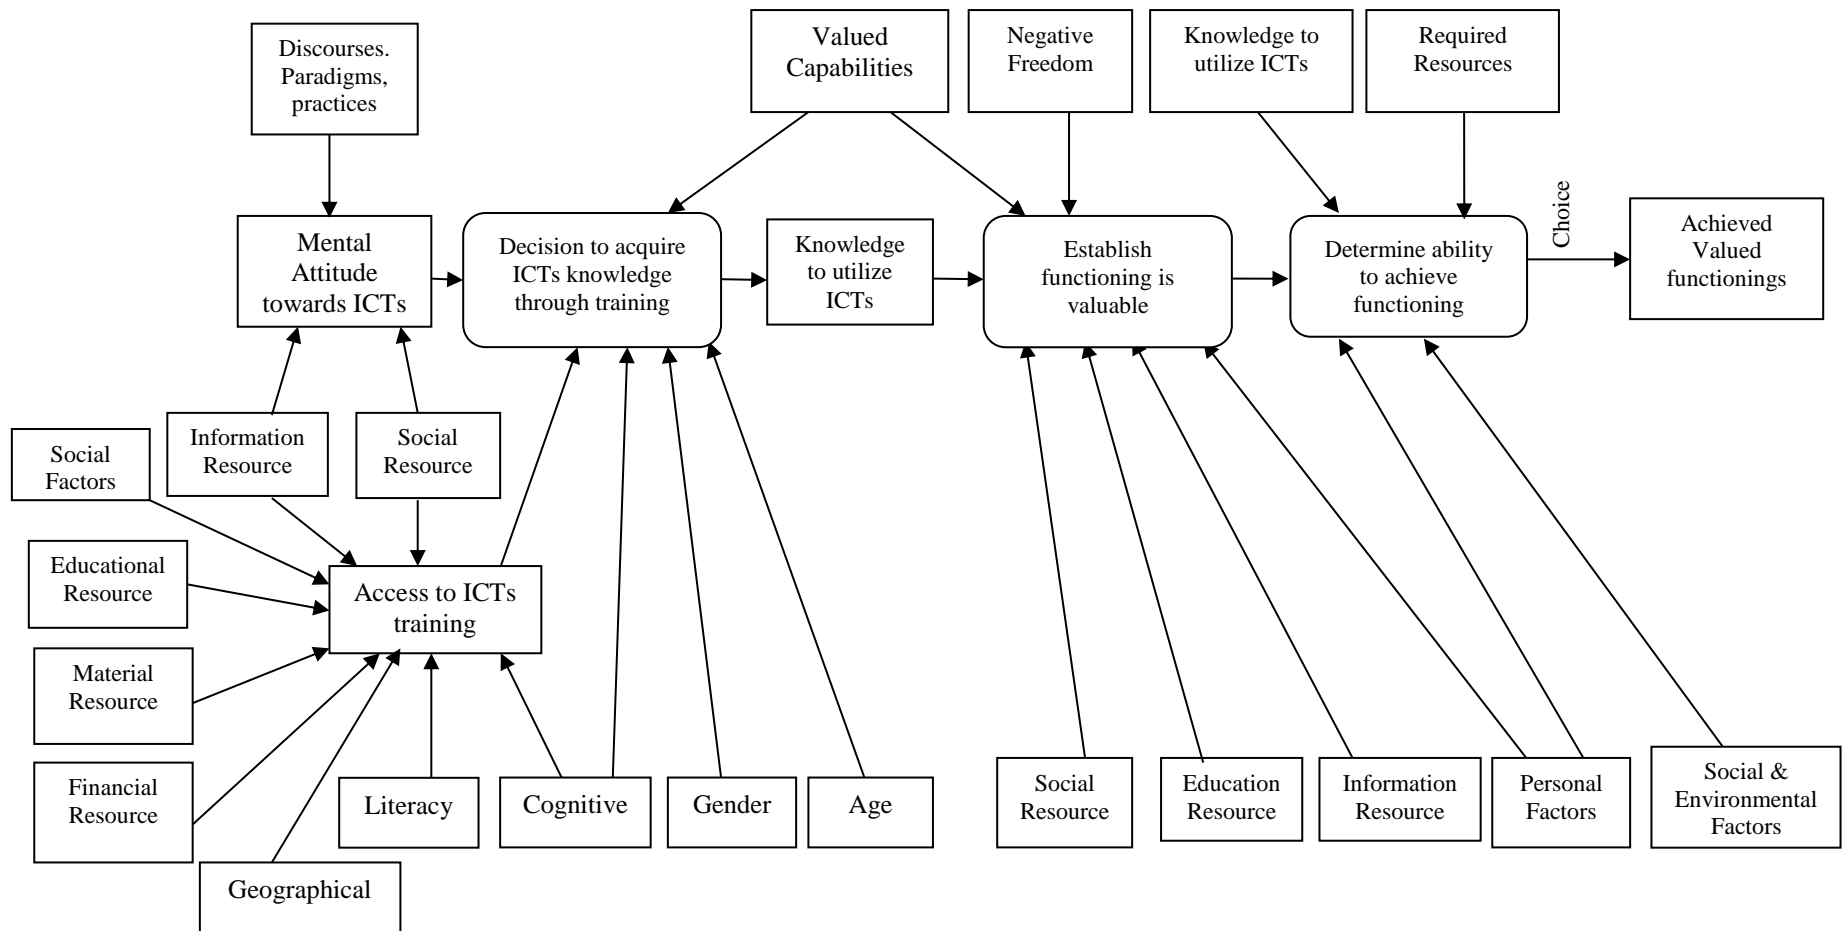 Discourses.
Paradigms,
practices
Valued
Capabilities
Negative
Freedom
Knowledge to
utilize ICTs
Required
Resources
Mental
Attitude
towards ICTs
Decision to acquire
ICTs knowledge
through training
Knowledge
to utilize
ICTs
Establish
functioning is
valuable
Determine ability
to achieve
functioning
Choice
Achieved
Valued
functionings
Social
Factors
Information
Resource
Social
Resource
Educational
Resource
Access to ICTs
training
Material
Resource
Financial
Resource
Geographical
Literacy
Cognitive
Gender
Age
Social
Resource
Education
Resource
Information
Resource
Personal
Factors
Social &
Environmental
Factors